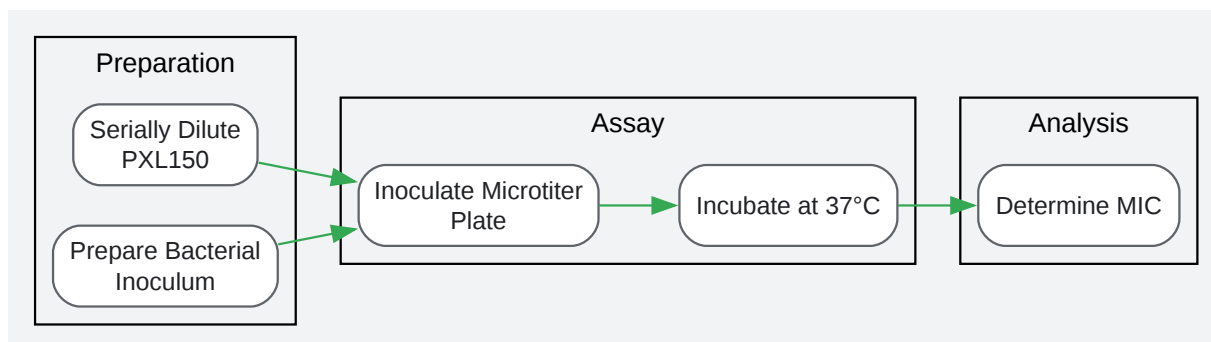 Preparation
Serially Dilute
PXL150
Prepare Bacterial
Inoculum
Assay
Inoculate Microtiter
Plate
Incubate at 37°C
Analysis
Determine MIC